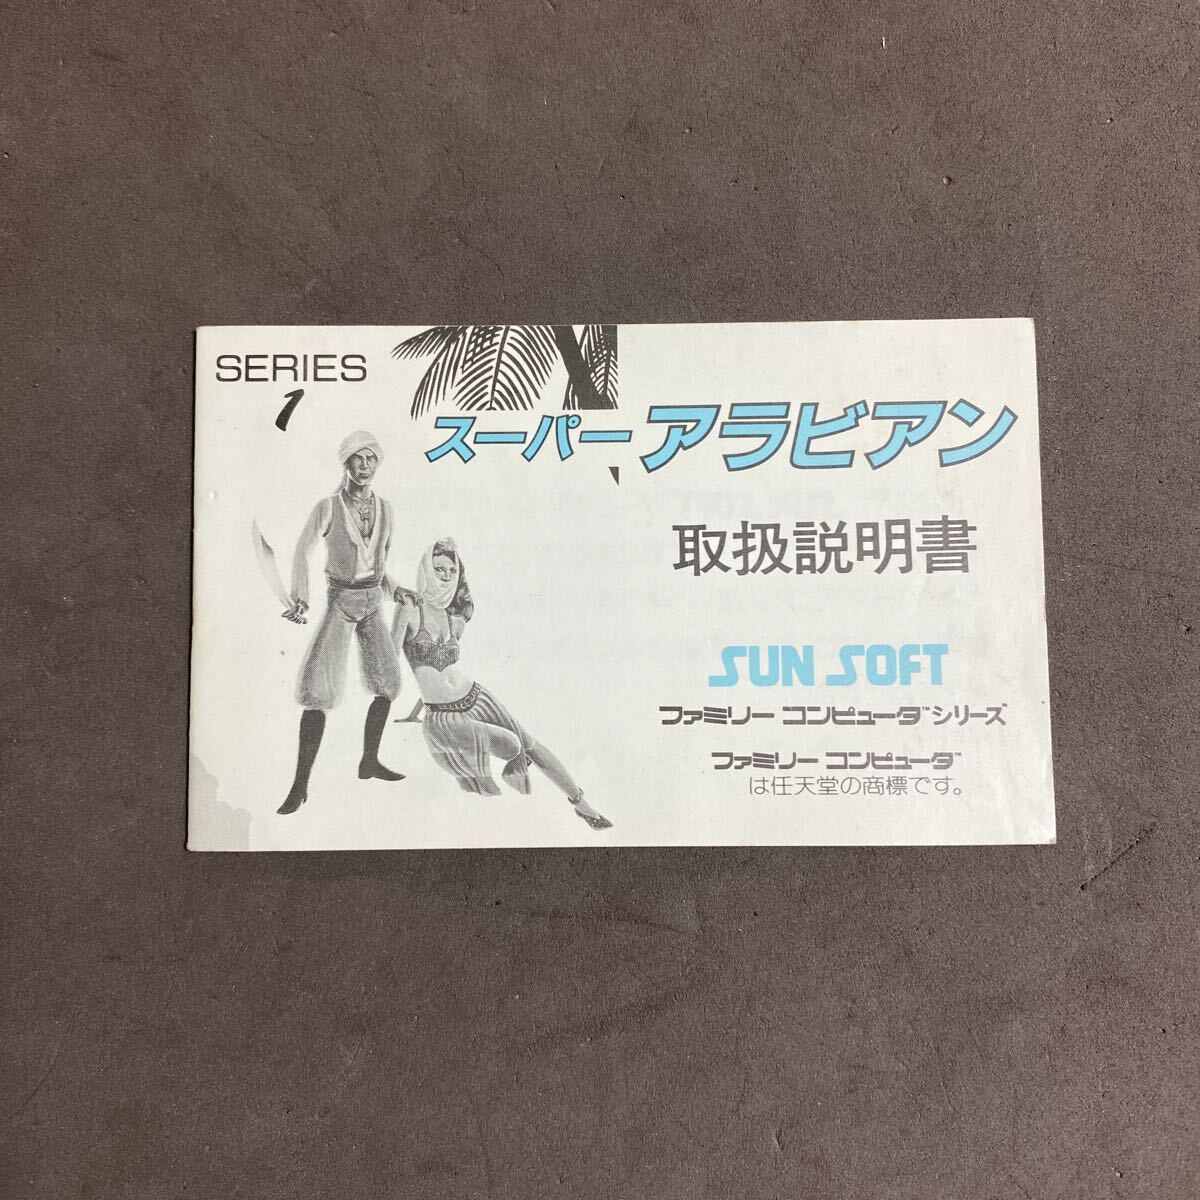 SERIES
1
スーパーアラビアン
取扱説明書
SUN SOFT
ファミリー コンピュータ™シリーズ
ファミリー コンピュータ™
は任天堂の商標です。